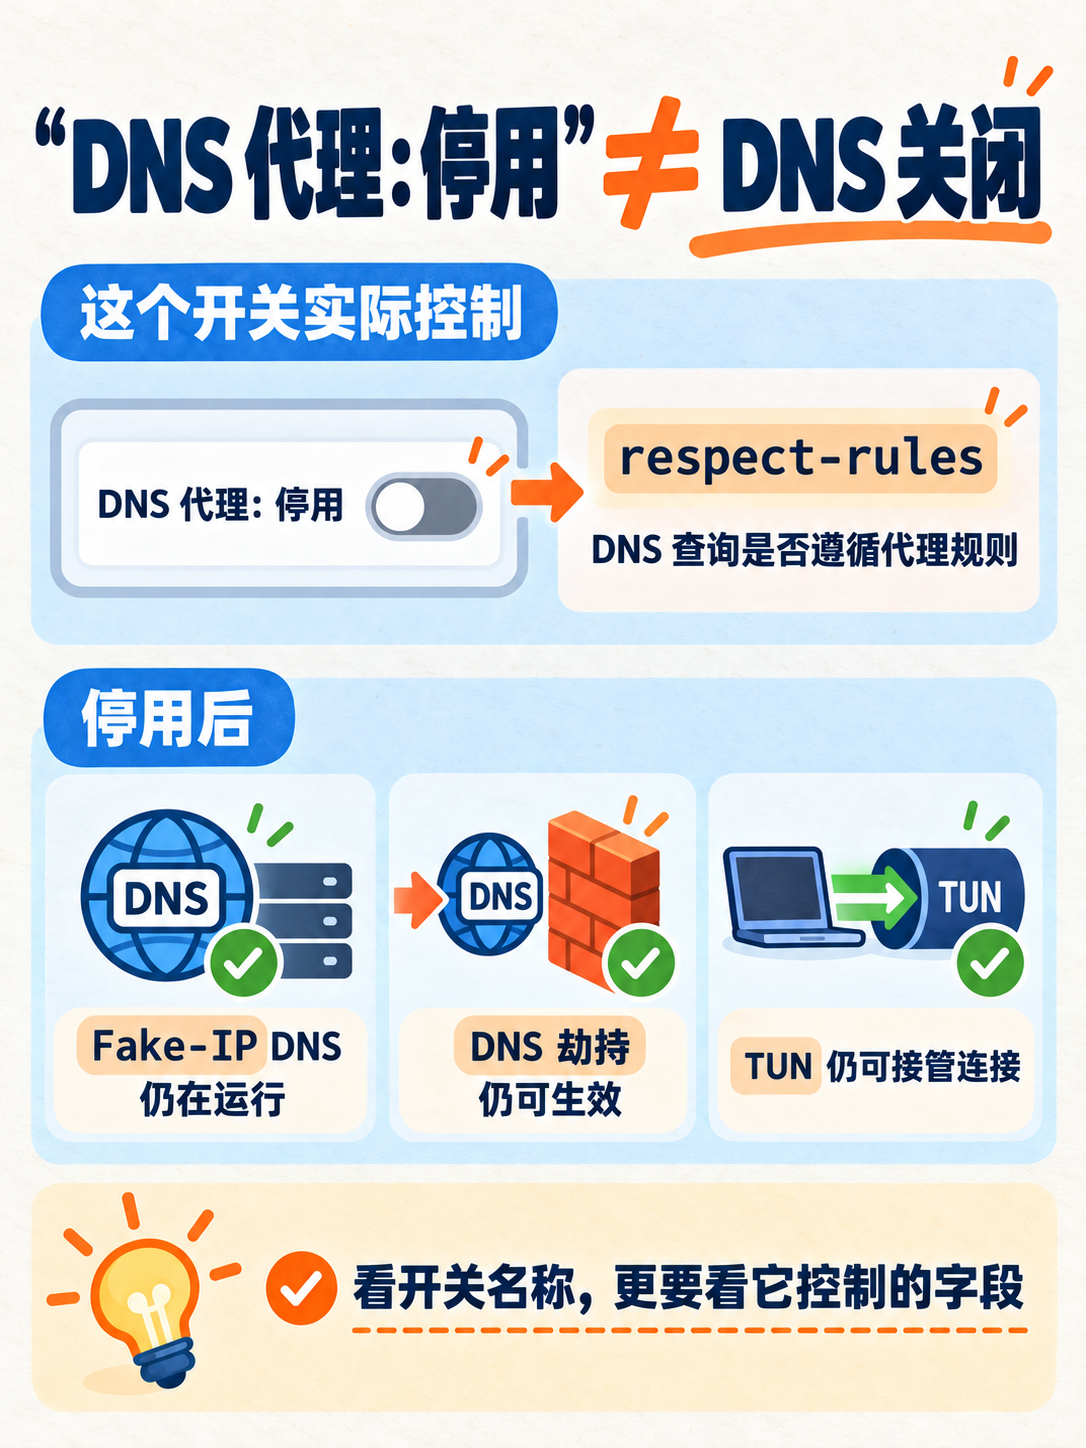 “DNS 代理:停用”≠ DNS 关闭
这个开关实际控制
DNS 代理: 停用
respect-rules
DNS 查询是否遵循代理规则
停用后
DNS
Fake-IP DNS
仍在运行
DNS
DNS 劫持
仍可生效
TUN
TUN 仍可接管连接
看开关名称，更要看它控制的字段